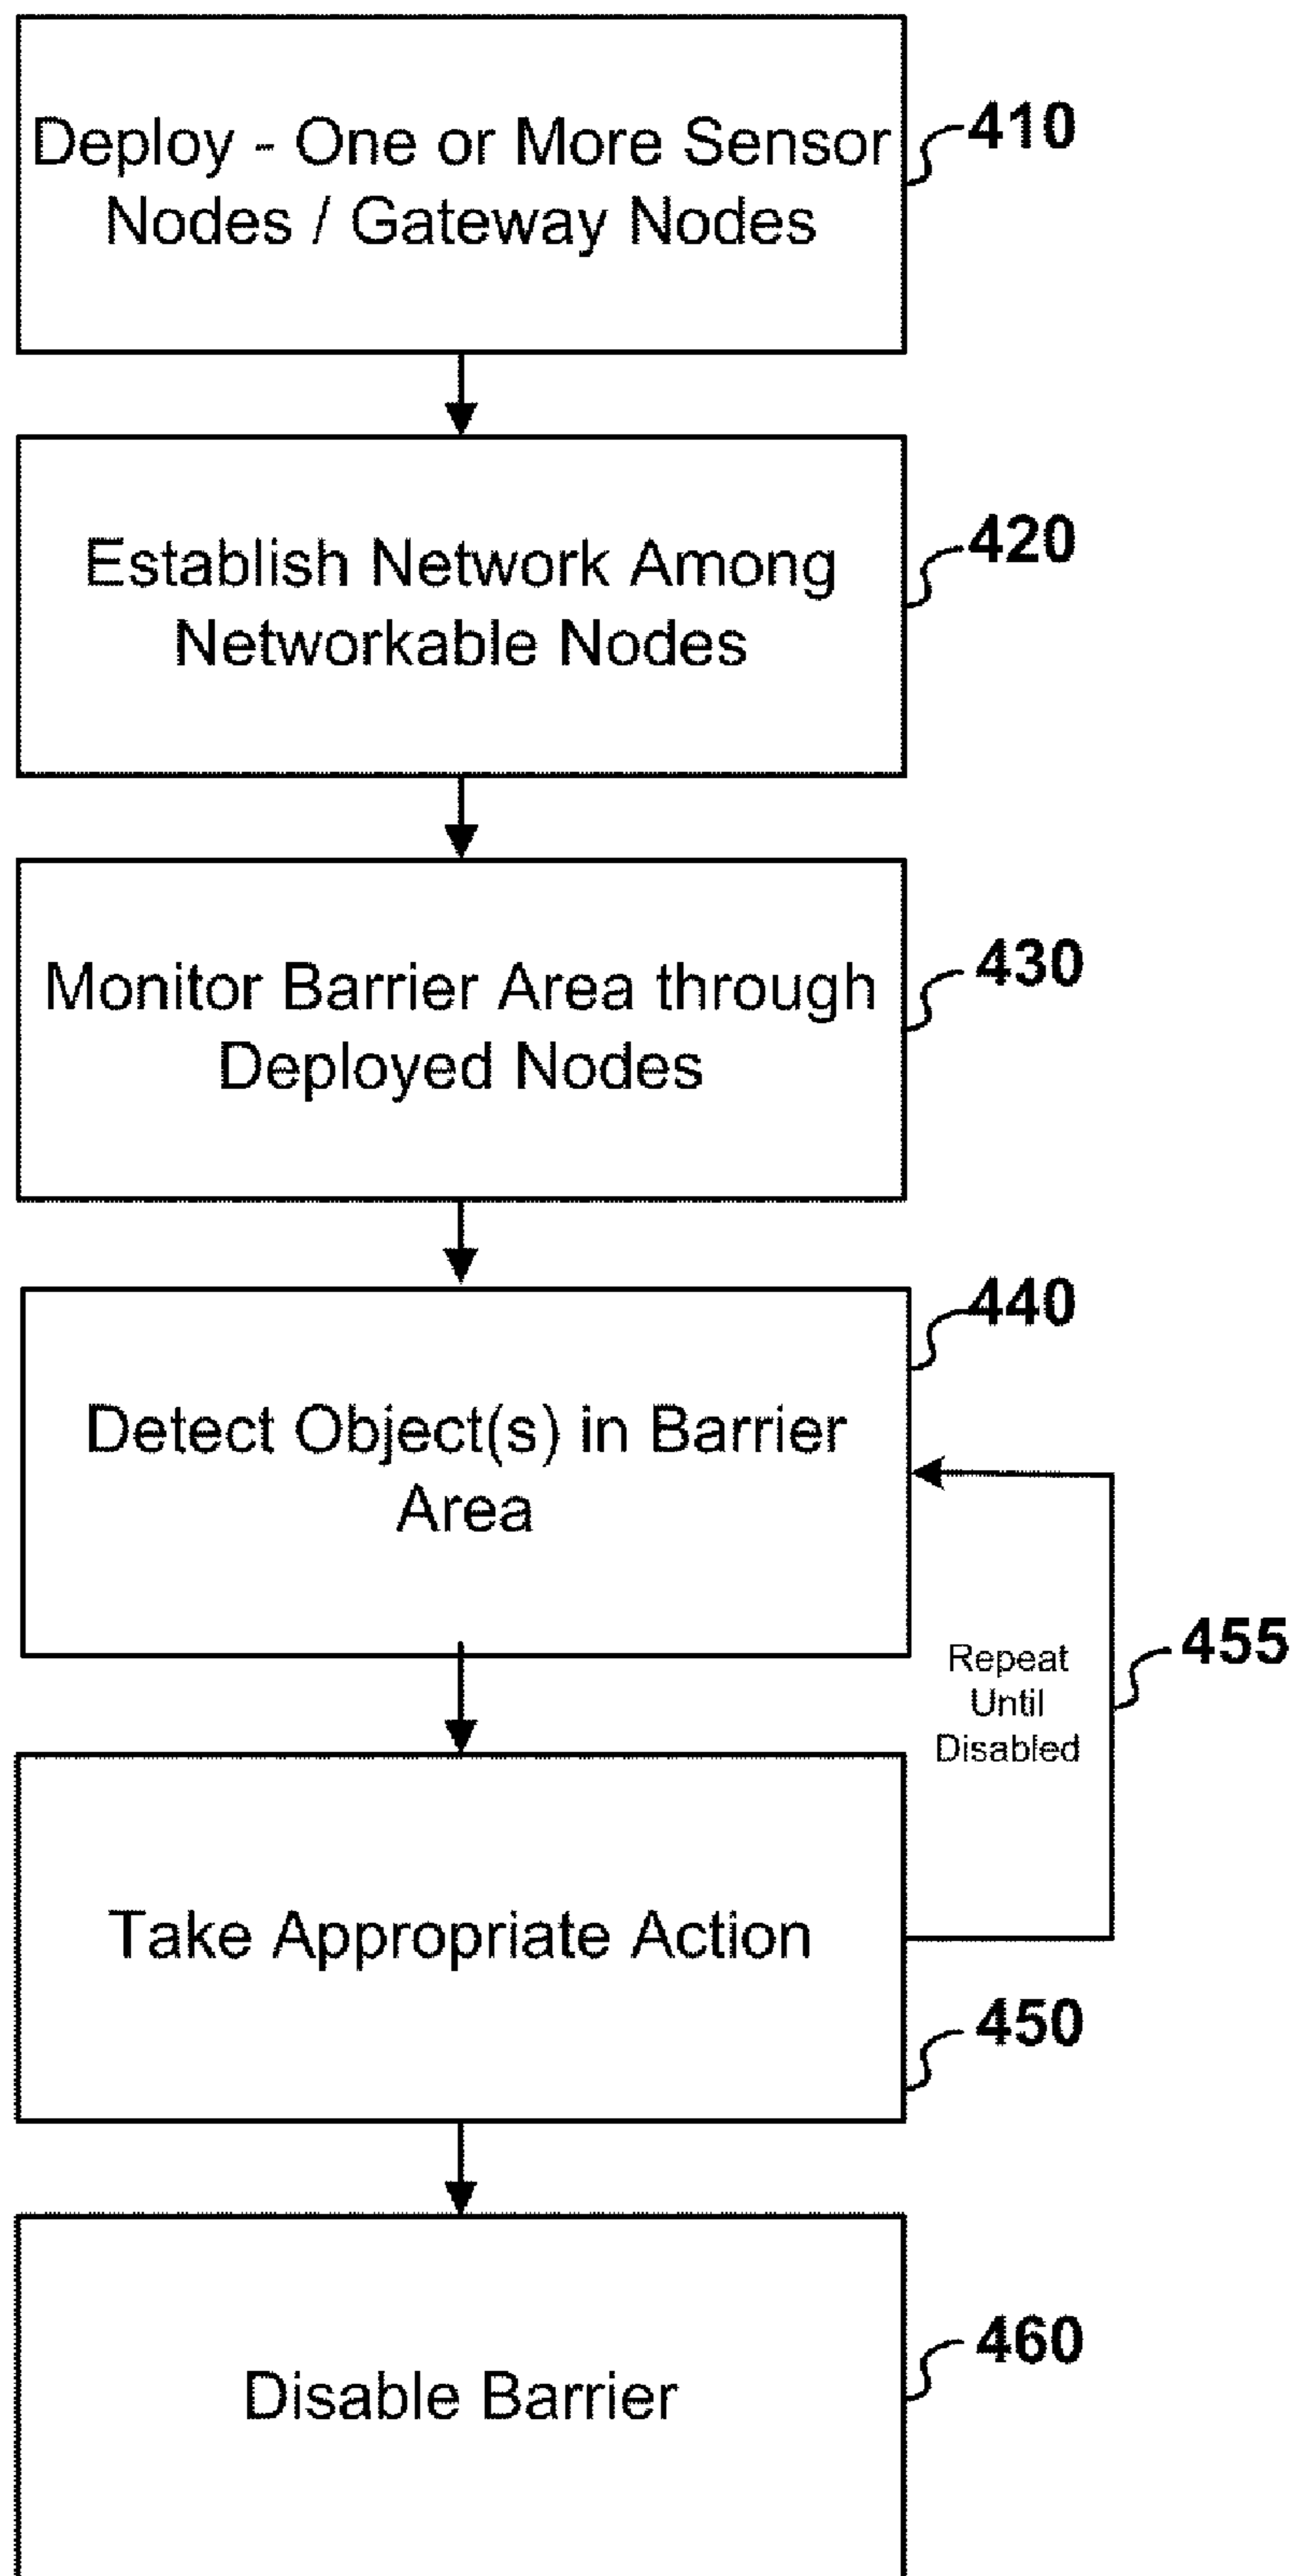 Deploy - One or More Sensor
Nodes / Gateway Nodes
410
Establish Network Among
Networkable Nodes
420
Monitor Barrier Area through
Deployed Nodes
430
440
Detect Object(s) in Barrier
Area
Repeat
Until
Disabled
455
Take Appropriate Action
450
Disable Barrier
460